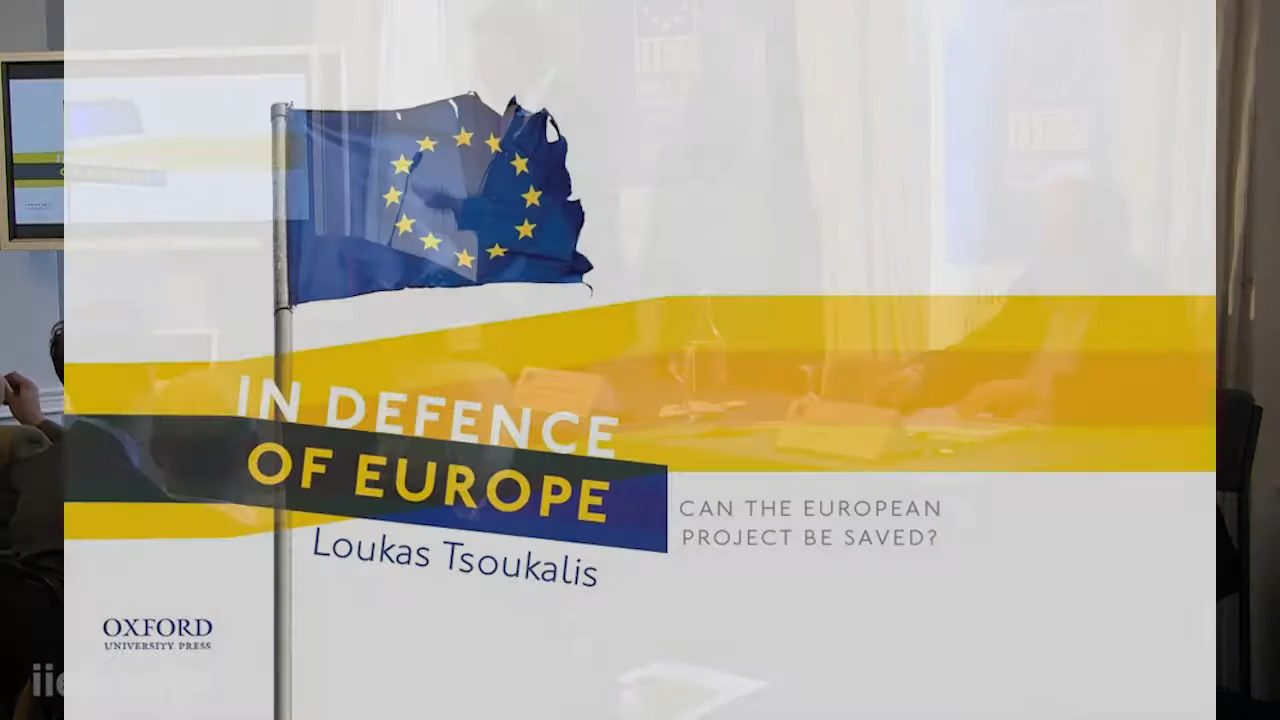 IN DEFENCE
OF EUROPE
Loukas Tsoukalis
CAN THE EUROPEAN
PROJECT BE SAVED?
OXFORD
UNIVERSITY PRESS